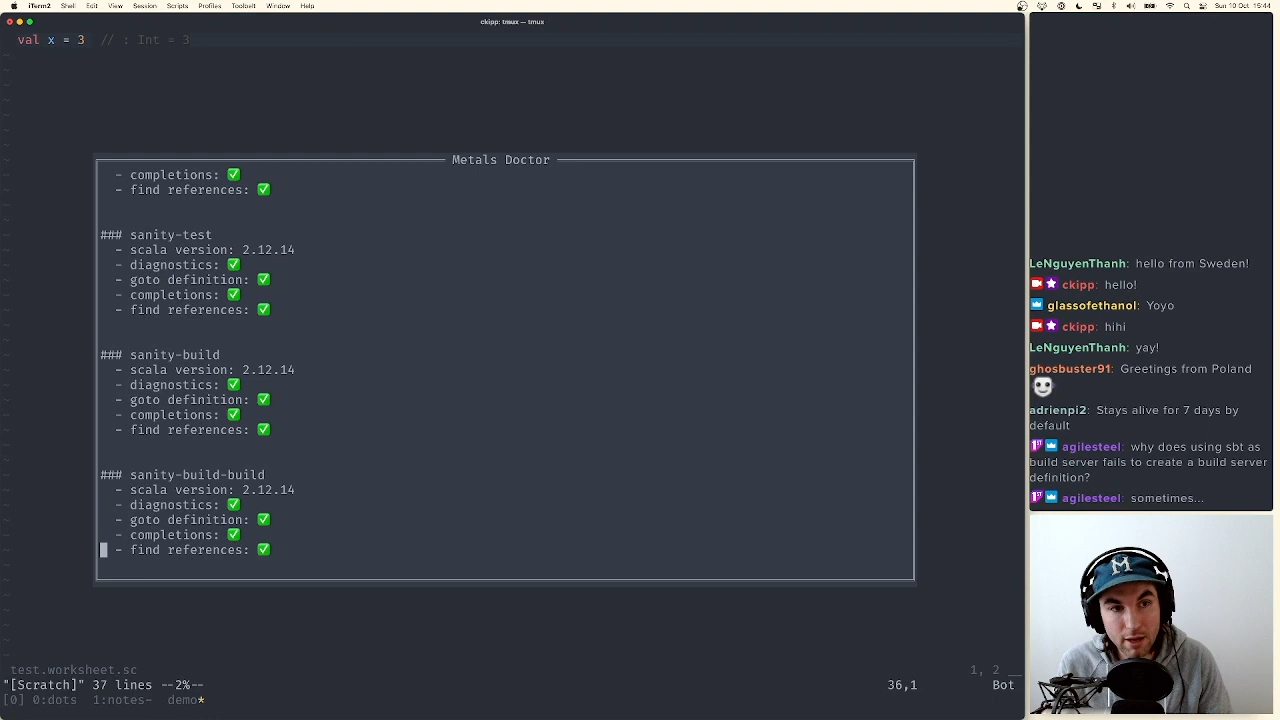 iTerm2 Shell Edit View Session Scripts Profiles Toolbelt Window Help
Sun 10 Oct 15:44
ckipp: tmux — tmux
val x = 3 // : Int = 3
Metals Doctor
- completions: ✅
- find references: ✅
### sanity-test
- scala version: 2.12.14
- diagnostics: ✅
- goto definition: ✅
- completions: ✅
- find references: ✅
### sanity-build
- scala version: 2.12.14
- diagnostics: ✅
- goto definition: ✅
- completions: ✅
- find references: ✅
### sanity-build-build
- scala version: 2.12.14
- diagnostics: ✅
- goto definition: ✅
- completions: ✅
- find references: ✅
test.worksheet.sc 1, 2 __
"[Scratch]" 37 lines --2%-- 36,1 Bot
[0] 0:dots 1:notes- demo*
LeNguyenThanh: hello from Sweden!
ckipp: hello!
glassofethanol: Yoyo
ckipp: hihi
LeNguyenThanh: yay!
ghosbuster91: Greetings from Poland
adrienpi2: Stays alive for 7 days by
default
agilesteel: why does using sbt as
build server fails to create a build server
definition?
agilesteel: sometimes...